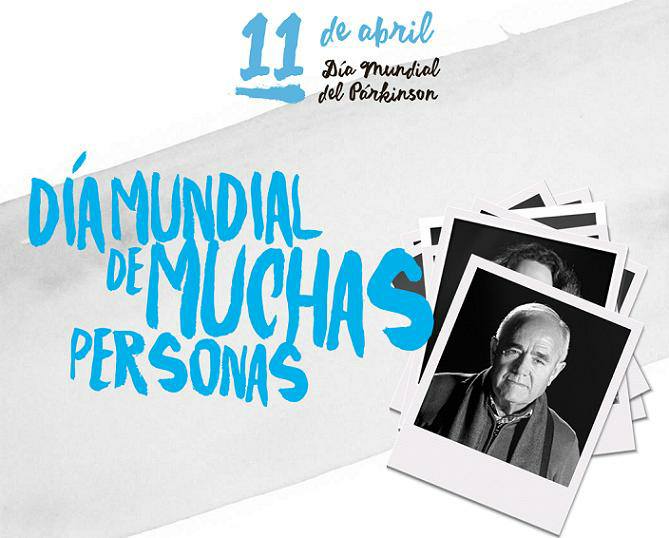 11 de abril
Día Mundial
del Párkinson
DÍA MUNDIAL
DE MUCHAS
PERSONAS